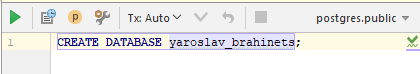 Tx: Auto
postgres.public
1
CREATE DATABASE yaroslav_brahinets;